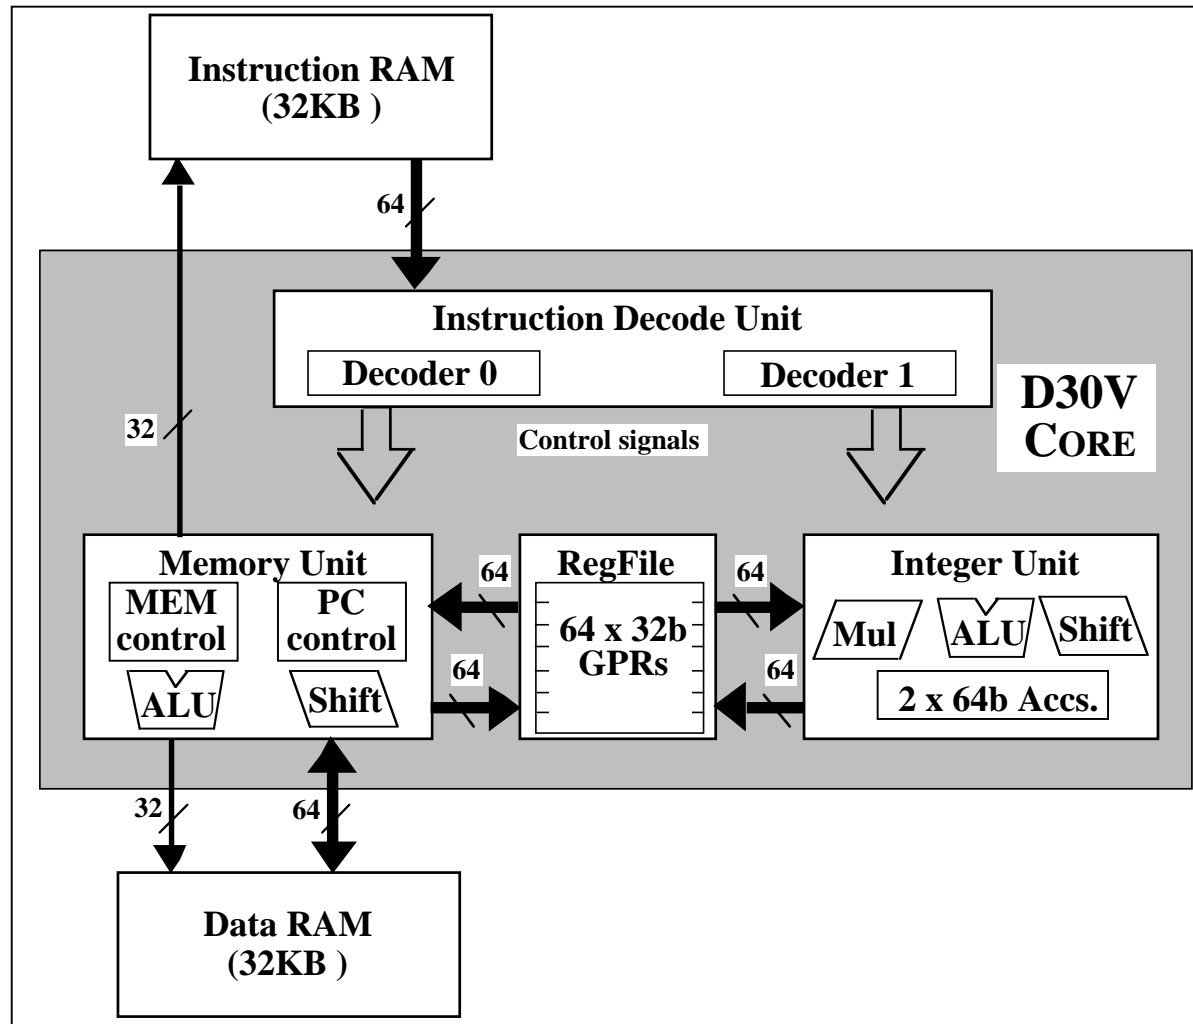 Instruction RAM
(32KB )
64
Instruction Decode Unit
Decoder 0
Decoder 1
D30V
CORE
32
Control signals
Memory Unit
MEM
control
PC
control
ALU
Shift
64
64
RegFile
64 x 32b
GPRs
64
64
Integer Unit
Mul
ALU
Shift
2 x 64b Accs.
32
64
Data RAM
(32KB )